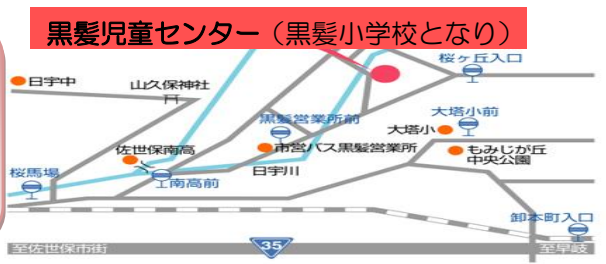 黒髪児童センター（黒髪小学校となり）
桜ヶ丘入口
日宇中
山久保神社
大塔小前
黒髪営業所前
大塔小
佐世保南高
市営バス黒髪営業所
もみじが丘
中央公園
桜馬場
日宇川
南高前
卸本町入口
至佐世保市街
35
至早岐